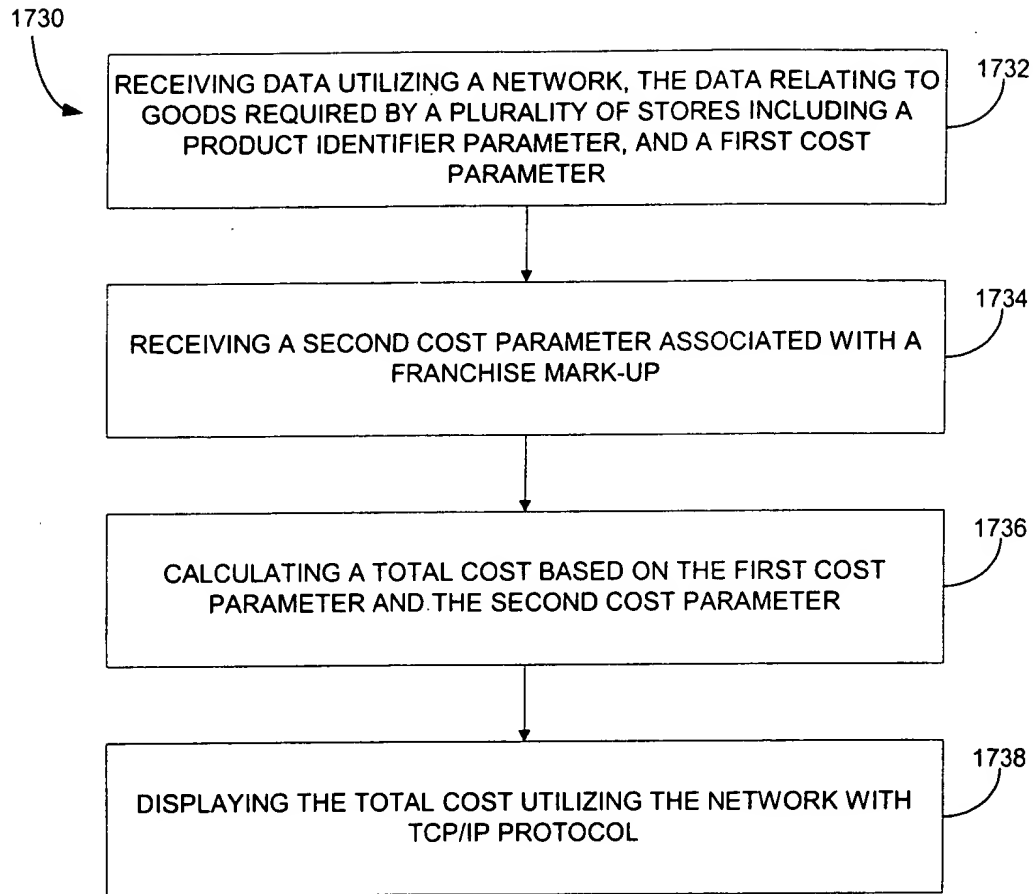 1730
RECEIVING DATA UTILIZING A NETWORK, THE DATA RELATING TO
GOODS REQUIRED BY A PLURALITY OF STORES INCLUDING A
PRODUCT IDENTIFIER PARAMETER, AND A FIRST COST
PARAMETER
1732
RECEIVING A SECOND COST PARAMETER ASSOCIATED WITH A
FRANCHISE MARK-UP
1734
CALCULATING A TOTAL COST BASED ON THE FIRST COST
PARAMETER AND THE SECOND COST PARAMETER
1736
DISPLAYING THE TOTAL COST UTILIZING THE NETWORK WITH
TCP/IP PROTOCOL
1738